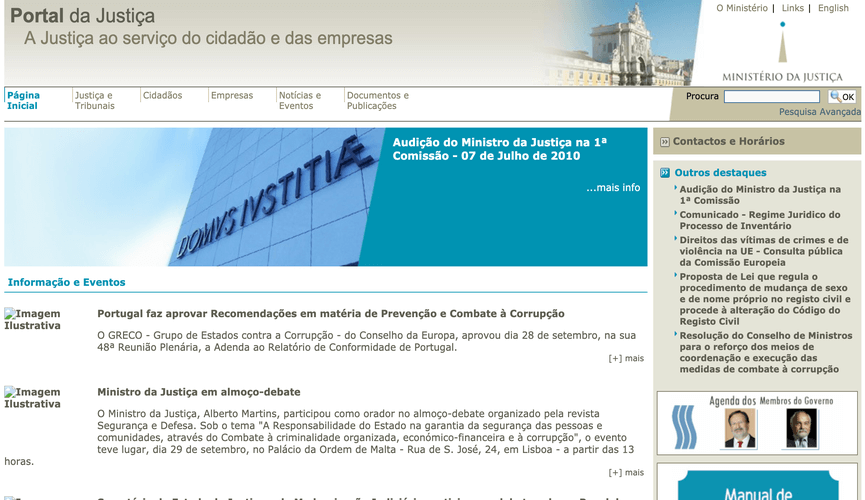 Portal da Justiça
A Justiça ao serviço do cidadão e das empresas
O Ministério | Links | English
MINISTÉRIO DA JUSTIÇA
Página
Inicial
Justiça e
Tribunais
Cidadãos
Empresas
Notícias e
Eventos
Documentos e
Publicações
Procura
OK
Pesquisa Avançada
DOMVS IVSTITIÆ
Audição do Ministro da Justiça na 1ª
Comissão - 07 de Julho de 2010
...mais info
Contactos e Horários
Outros destaques
Audição do Ministro da Justiça na
1ª Comissão
Comunicado - Regime Juridico do
Processo de Inventário
Direitos das vítimas de crimes e de
violência na UE - Consulta pública
da Comissão Europeia
Proposta de Lei que regula o
procedimento de mudança de sexo
e de nome próprio no registo civil e
procede à alteração do Código do
Registo Civil
Resolução do Conselho de Ministros
para o reforço dos meios de
coordenação e execução das
medidas de combate à corrupção
Agenda dos Membros do Governo
Manual de
Informação e Eventos
Imagem
Ilustrativa
Portugal faz aprovar Recomendações em matéria de Prevenção e Combate à Corrupção
O GRECO - Grupo de Estados contra a Corrupção - do Conselho da Europa, aprovou dia 28 de setembro, na sua
48ª Reunião Plenária, a Adenda ao Relatório de Conformidade de Portugal.
[+] mais
Imagem
Ilustrativa
Ministro da Justiça em almoço-debate
O Ministro da Justiça, Alberto Martins, participou como orador no almoço-debate organizado pela revista
Segurança e Defesa. Sob o tema "A Responsabilidade do Estado na garantia da segurança das pessoas e
comunidades, através do Combate à criminalidade organizada, económico-financeira e à corrupção", o evento
teve lugar, dia 29 de setembro, no Palácio da Ordem de Malta - Rua de S. José, 24, em Lisboa - a partir das 13
horas.
[+] mais